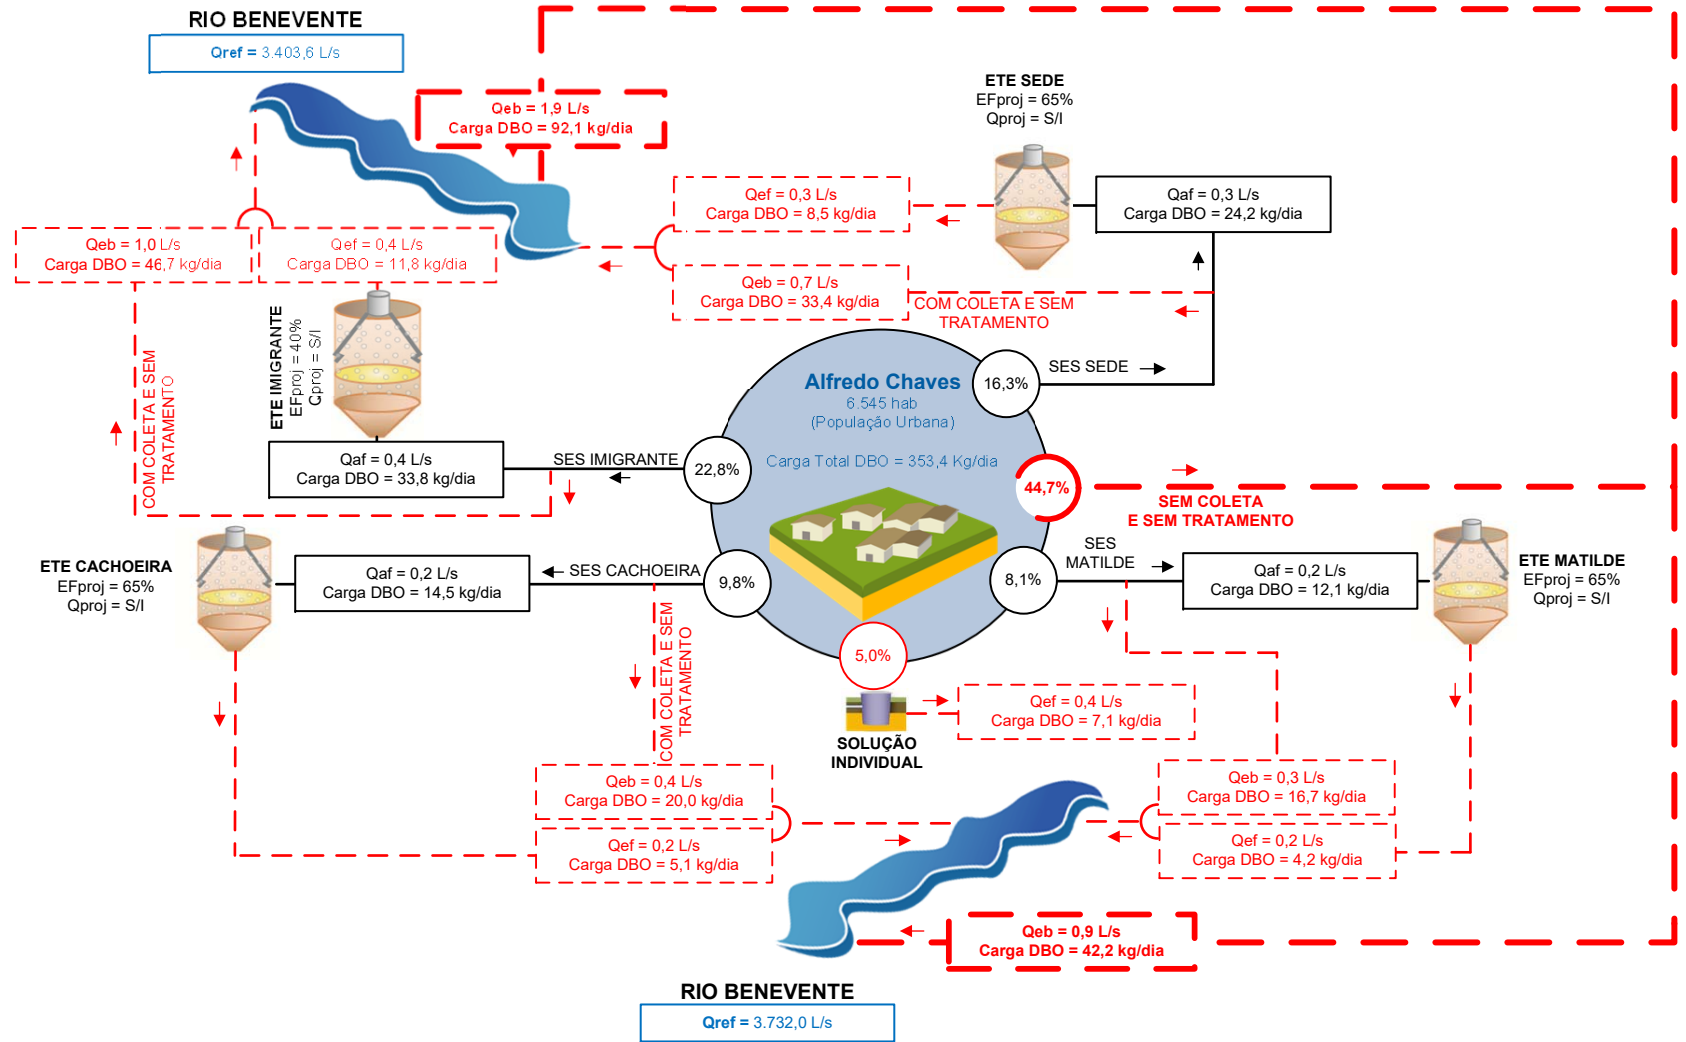 RIO BENEVENTE
Qref = 3.403,6 L/s
Qeb = 1,9 L/s
Carga DBO = 92,1 kg/dia
ETE SEDE
EFproj = 65%
Qproj = S/I
Qef = 0,3 L/s
Carga DBO = 8,5 kg/dia
Qaf = 0,3 L/s
Carga DBO = 24,2 kg/dia
Qeb = 1,0 L/s
Carga DBO = 46,7 kg/dia
Qef = 0,4 L/s
Carga DBO = 11,8 kg/dia
Qeb = 0,7 L/s
Carga DBO = 33,4 kg/dia
COM COLETA E SEM
TRATAMENTO
ETE IMIGRANTE
EFproj = 40%
Qproj = S/I
COM COLETA E SEM
TRATAMENTO
Alfredo Chaves
6.545 hab
(População Urbana)
Carga Total DBO = 353,4 Kg/dia
16,3%
SES SEDE
Qaf = 0,4 L/s
Carga DBO = 33,8 kg/dia
SES IMIGRANTE
22,8%
44,7%
SEM COLETA
E SEM TRATAMENTO
ETE CACHOEIRA
EFproj = 65%
Qproj = S/I
Qaf = 0,2 L/s
Carga DBO = 14,5 kg/dia
SES CACHOEIRA
9,8%
8,1%
SES
MATILDE
Qaf = 0,2 L/s
Carga DBO = 12,1 kg/dia
ETE MATILDE
EFproj = 65%
Qproj = S/I
COM COLETA E SEM
TRATAMENTO
5,0%
SOLUÇÃO
INDIVIDUAL
Qef = 0,4 L/s
Carga DBO = 7,1 kg/dia
Qeb = 0,4 L/s
Carga DBO = 20,0 kg/dia
Qef = 0,2 L/s
Carga DBO = 5,1 kg/dia
Qeb = 0,3 L/s
Carga DBO = 16,7 kg/dia
Qef = 0,2 L/s
Carga DBO = 4,2 kg/dia
Qeb = 0,9 L/s
Carga DBO = 42,2 kg/dia
RIO BENEVENTE
Qref = 3.732,0 L/s